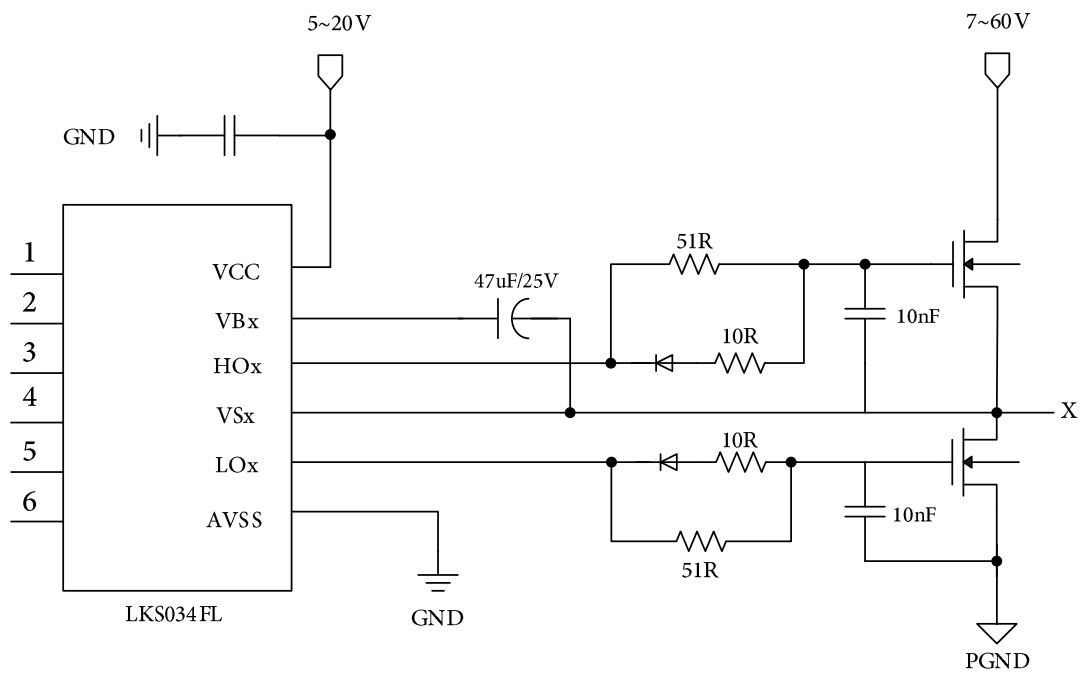 5~20V
7~60V
GND
1
2
3
4
5
6
VCC
VBx
HOx
VSx
LOx
AVSS
47uF/25V
51R
10R
10nF
X
10R
51R
10nF
GND
LKS034FL
PGND